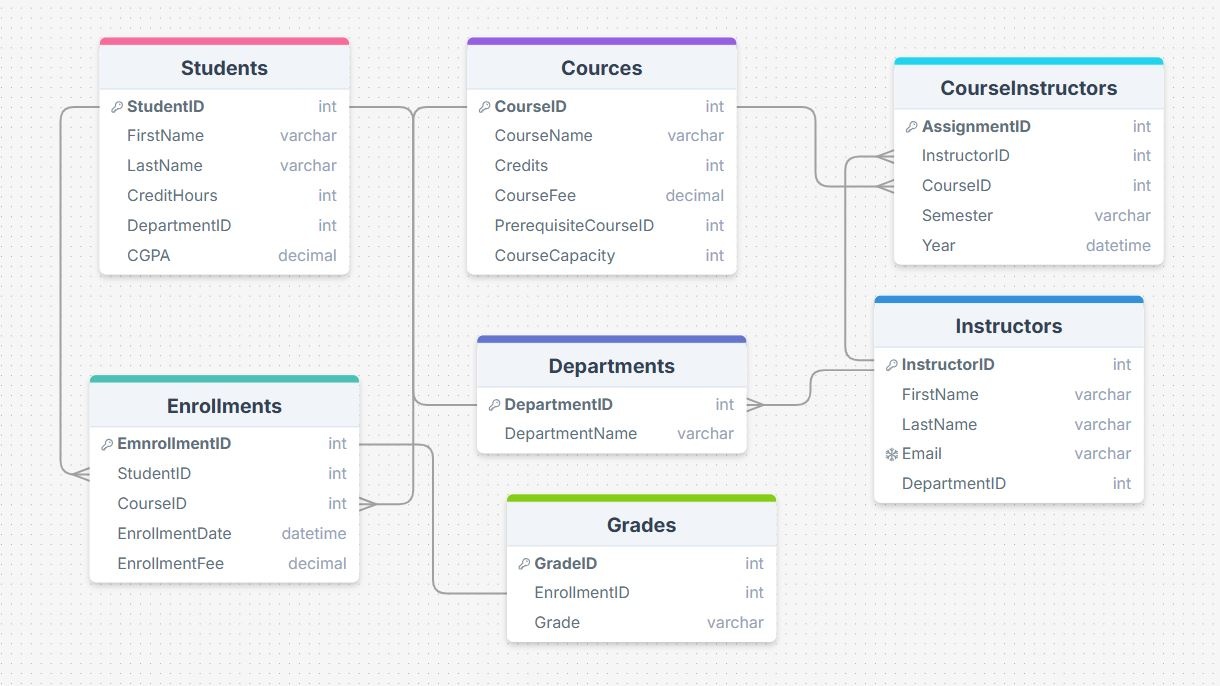 Students
StudentID int
FirstName varchar
LastName varchar
CreditHours int
DepartmentID int
CGPA decimal
Cources
CourseID int
CourseName varchar
Credits int
CourseFee decimal
PrerequisiteCourseID int
CourseCapacity int
CourseInstructors
AssignmentID int
InstructorID int
CourseID int
Semester varchar
Year datetime
Enrollments
EmnrollmentID int
StudentID int
CourseID int
EnrollmentDate datetime
EnrollmentFee decimal
Departments
DepartmentID int
DepartmentName varchar
Instructors
InstructorID int
FirstName varchar
LastName varchar
Email varchar
DepartmentID int
Grades
GradeID int
EnrollmentID int
Grade varchar